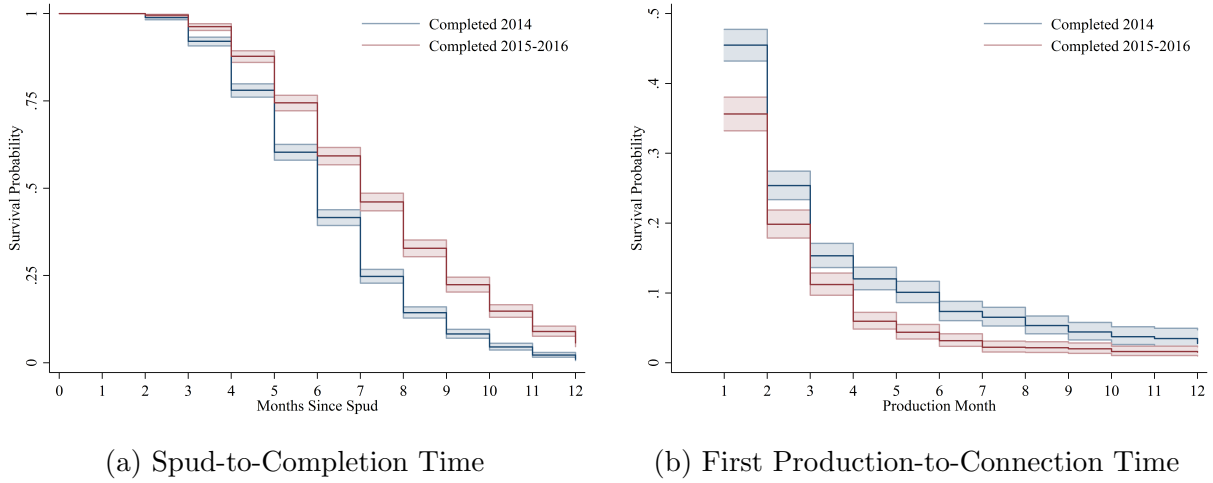 Completed 2014
Completed 2015-2016
Survival Probability
0 .25 .5 .75 1
0 1 2 3 4 5 6 7 8 9 10 11 12
Months Since Spud
(a) Spud-to-Completion Time
Completed 2014
Completed 2015-2016
Survival Probability
0 .1 .2 .3 .4 .5
1 2 3 4 5 6 7 8 9 10 11 12
Production Month
(b) First Production-to-Connection Time